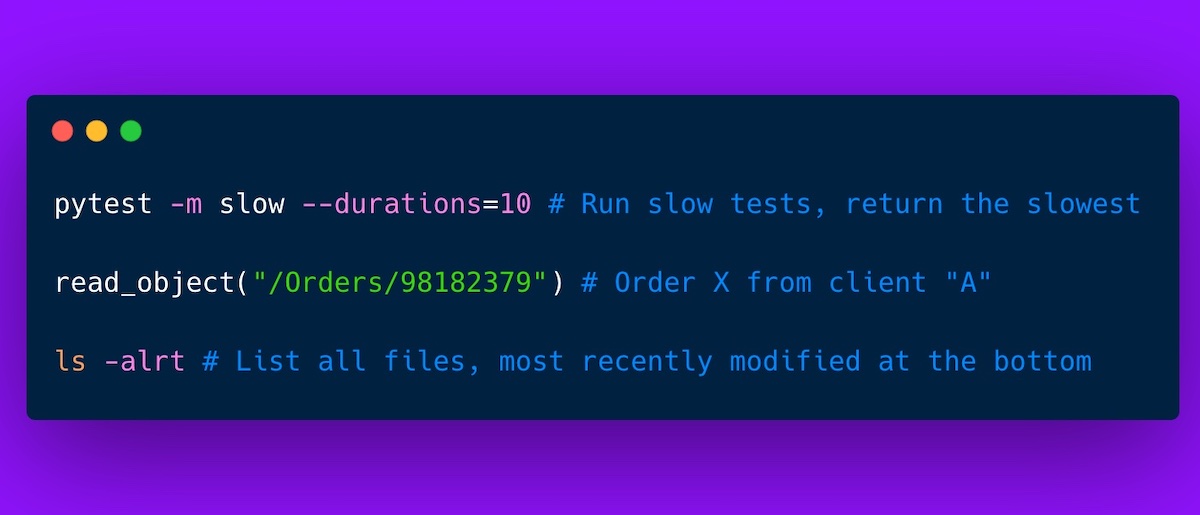 pytest -m slow --durations=10 # Run slow tests, return the slowest
read_object("/Orders/98182379") # Order X from client "A"
ls -alrt # List all files, most recently modified at the bottom